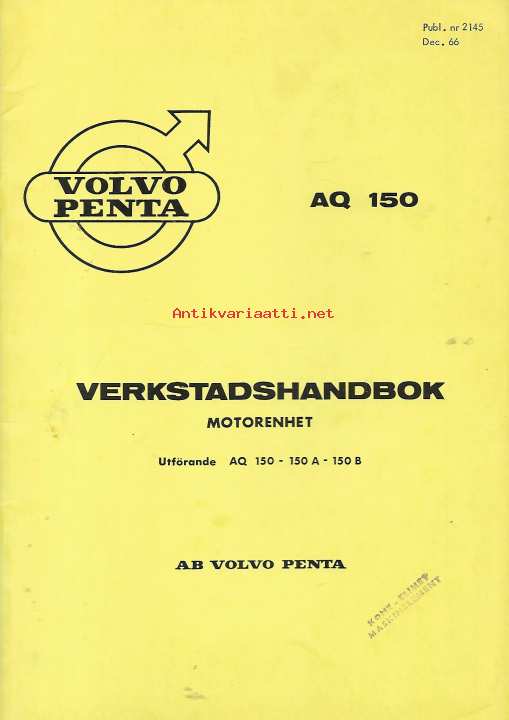 Publ. nr 2145
Dec. 66
VOLVO
PENTA
AQ 150
Antikvariaatti.net
VERKSTADSHANDBOK
MOTORENHET
Utförande AQ 150 - 150 A - 150 B
AB VOLVO PENTA
KONE -